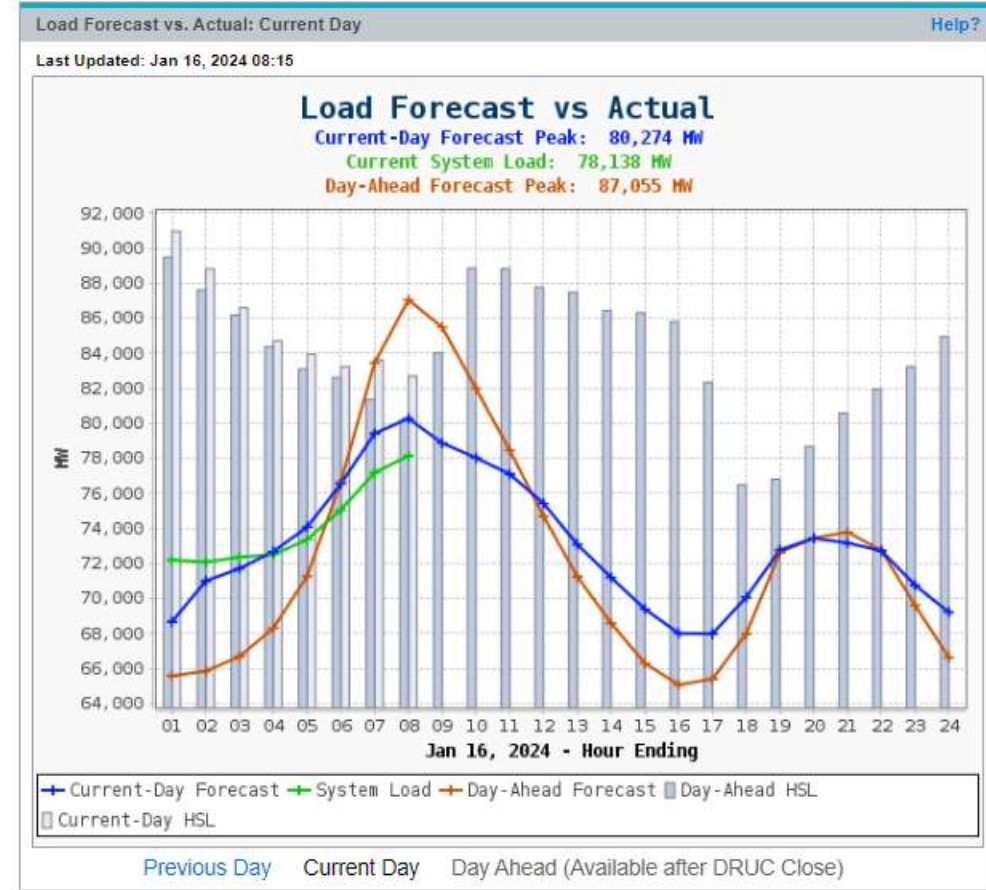 Load Forecast vs. Actual: Current Day Help?
Last Updated: Jan 16, 2024 08:15
Load Forecast vs Actual
Current-Day Forecast Peak: 80,274 MW
Current System Load: 78,138 MW
Day-Ahead Forecast Peak: 87,055 MW
92,000
90,000
88,000
86,000
84,000
82,000
80,000
78,000
76,000
74,000
72,000
70,000
68,000
66,000
64,000
MW
01 02 03 04 05 06 07 08 09 10 11 12 13 14 15 16 17 18 19 20 21 22 23 24
Jan 16, 2024 - Hour Ending
Current-Day Forecast System Load Day-Ahead Forecast Day-Ahead HSL
Current-Day HSL
Previous Day Current Day Day Ahead (Available after DRUC Close)